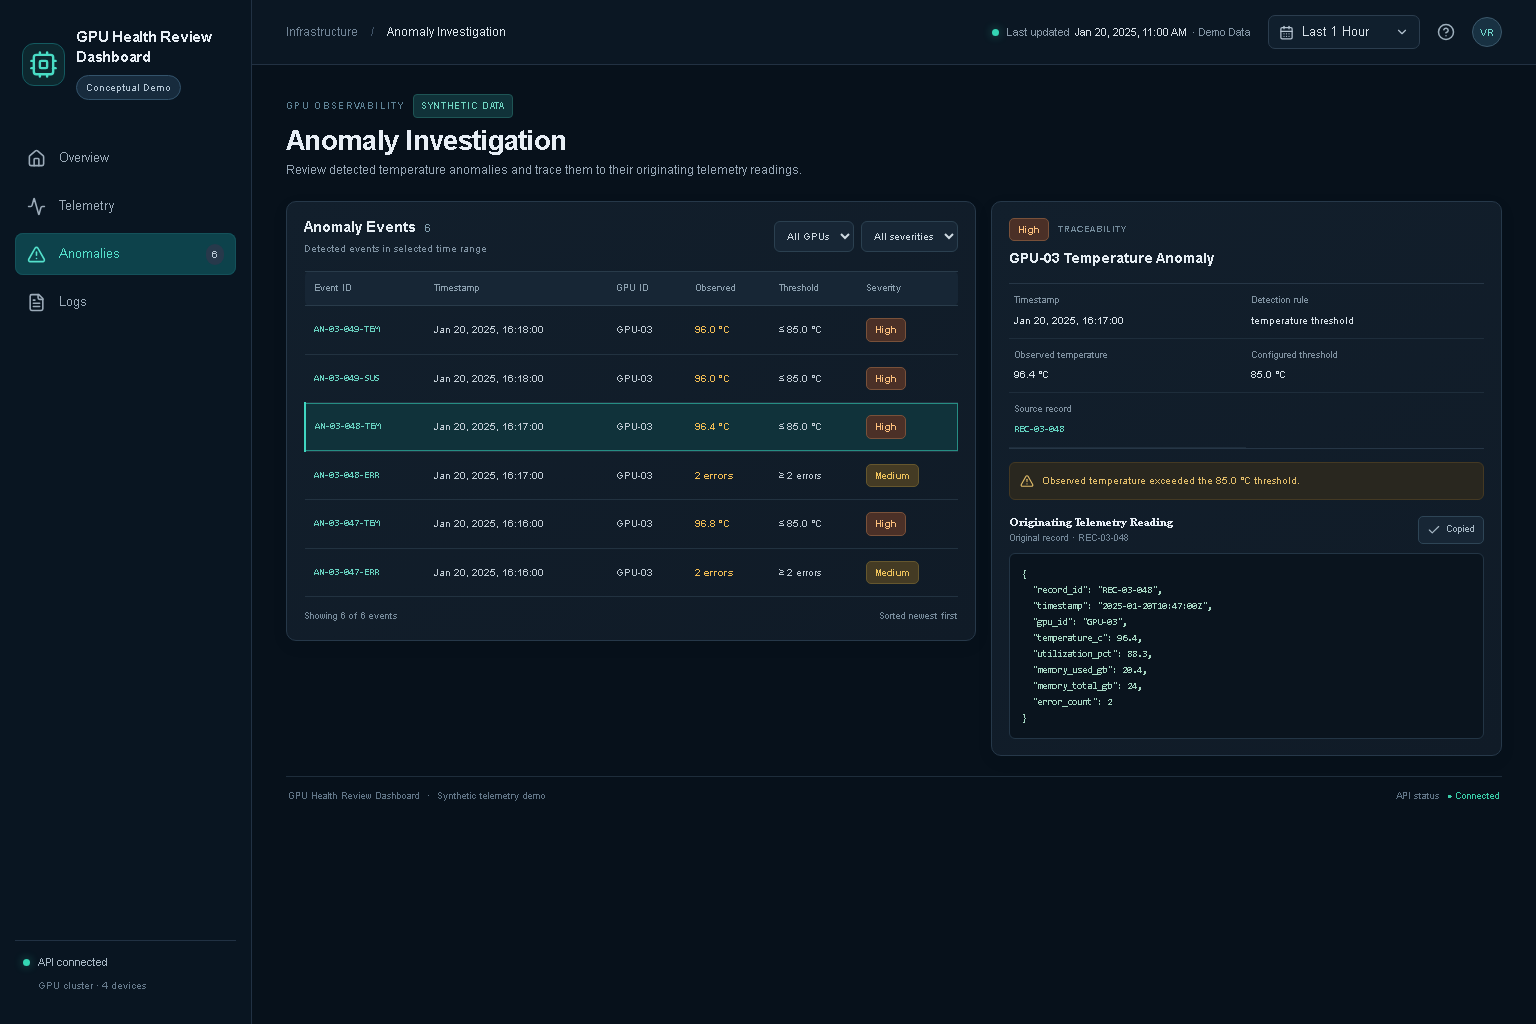 GPU Health Review
Dashboard
Conceptual Demo
Overview
Telemetry
Anomalies 6
Logs
API connected
GPU cluster · 4 devices
Infrastructure / Anomaly Investigation
Last updated Jan 20, 2025, 11:00 AM · Demo Data
Last 1 Hour
VR
GPU OBSERVABILITY SYNTHETIC DATA
Anomaly Investigation
Review detected temperature anomalies and trace them to their originating telemetry readings.
Anomaly Events 6
Detected events in selected time range
All GPUs All severities
Event ID Timestamp GPU ID Observed Threshold Severity
AN-03-049-TEM Jan 20, 2025, 16:18:00 GPU-03 96.0 °C ≤ 85.0 °C High
AN-03-049-SUS Jan 20, 2025, 16:18:00 GPU-03 96.0 °C ≤ 85.0 °C High
AN-03-048-TEM Jan 20, 2025, 16:17:00 GPU-03 96.4 °C ≤ 85.0 °C High
AN-03-048-ERR Jan 20, 2025, 16:17:00 GPU-03 2 errors ≥ 2 errors Medium
AN-03-047-TEM Jan 20, 2025, 16:16:00 GPU-03 96.8 °C ≤ 85.0 °C High
AN-03-047-ERR Jan 20, 2025, 16:16:00 GPU-03 2 errors ≥ 2 errors Medium
Showing 6 of 6 events Sorted newest first
High TRACEABILITY
GPU-03 Temperature Anomaly
Timestamp Detection rule
Jan 20, 2025, 16:17:00 temperature threshold
Observed temperature Configured threshold
96.4 °C 85.0 °C
Source record
REC-03-048
Observed temperature exceeded the 85.0 °C threshold.
Originating Telemetry Reading
Original record · REC-03-048
Copied
{
"record_id": "REC-03-048",
"timestamp": "2025-01-20T10:47:00Z",
"gpu_id": "GPU-03",
"temperature_c": 96.4,
"utilization_pct": 88.3,
"memory_used_gb": 20.4,
"memory_total_gb": 24,
"error_count": 2
}
GPU Health Review Dashboard · Synthetic telemetry demo
API status • Connected